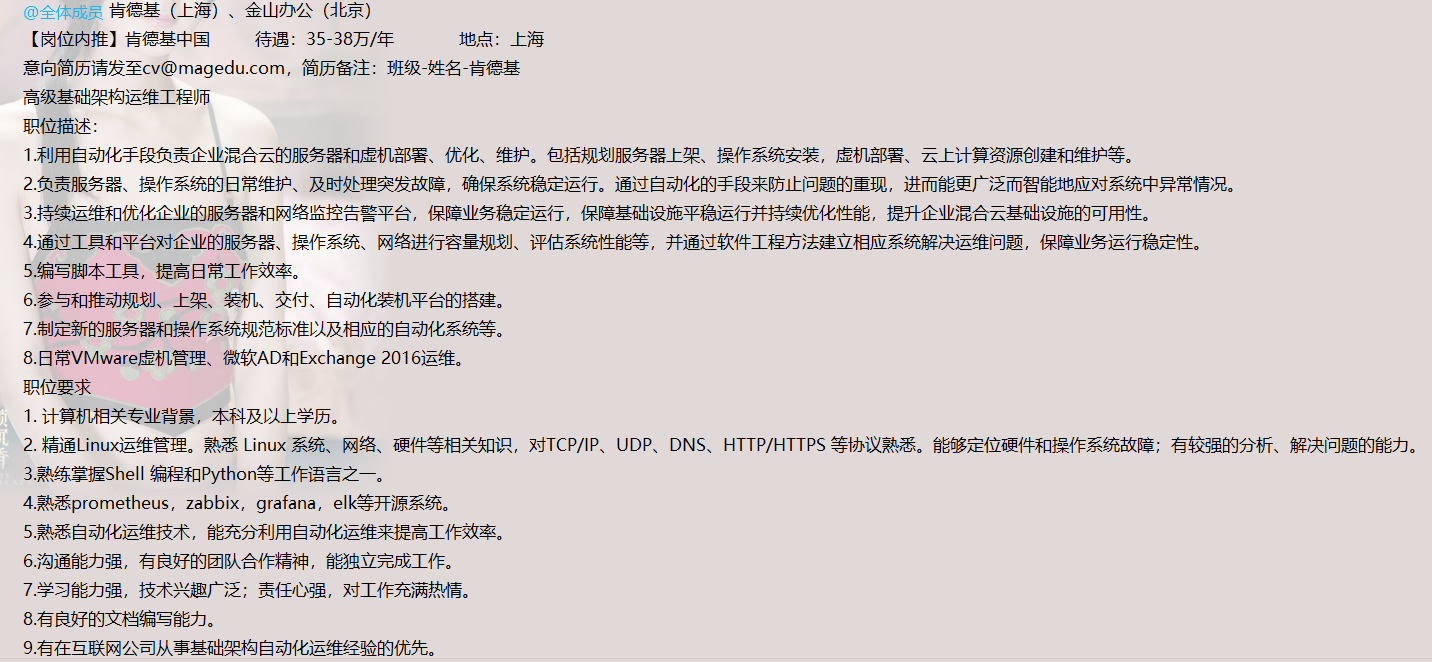 @全体成员 肯德基（上海）、金山办公（北京）
【岗位内推】肯德基中国 待遇：35-38万/年 地点：上海
意向简历请发至cv@magedu.com，简历备注：班级-姓名-肯德基
高级基础架构运维工程师
职位描述：
1.利用自动化手段负责企业混合云的服务器和虚机部署、优化、维护。包括规划服务器上架、操作系统安装，虚机部署、云上计算资源创建和维护等。
2.负责服务器、操作系统的日常维护、及时处理突发故障，确保系统稳定运行。通过自动化的手段来防止问题的重现，进而能更广泛而智能地应对系统中异常情况。
3.持续运维和优化企业的服务器和网络监控告警平台，保障业务稳定运行，保障基础设施平稳运行并持续优化性能，提升企业混合云基础设施的可用性。
4.通过工具和平台对企业的服务器、操作系统、网络进行容量规划、评估系统性能等，并通过软件工程方法建立相应系统解决运维问题，保障业务运行稳定性。
5.编写脚本工具，提高日常工作效率。
6.参与和推动规划、上架、装机、交付、自动化装机平台的搭建。
7.制定新的服务器和操作系统规范标准以及相应的自动化系统等。
8.日常VMware虚机管理、微软AD和Exchange 2016运维。
职位要求
1. 计算机相关专业背景，本科及以上学历。
2. 精通Linux运维管理。熟悉 Linux 系统、网络、硬件等相关知识，对TCP/IP、UDP、DNS、HTTP/HTTPS 等协议熟悉。能够定位硬件和操作系统故障；有较强的分析、解决问题的能力。
3.熟练掌握Shell 编程和Python等工作语言之一。
4.熟悉prometheus，zabbix，grafana，elk等开源系统。
5.熟悉自动化运维技术，能充分利用自动化运维来提高工作效率。
6.沟通能力强，有良好的团队合作精神，能独立完成工作。
7.学习能力强，技术兴趣广泛；责任心强，对工作充满热情。
8.有良好的文档编写能力。
9.有在互联网公司从事基础架构自动化运维经验的优先。